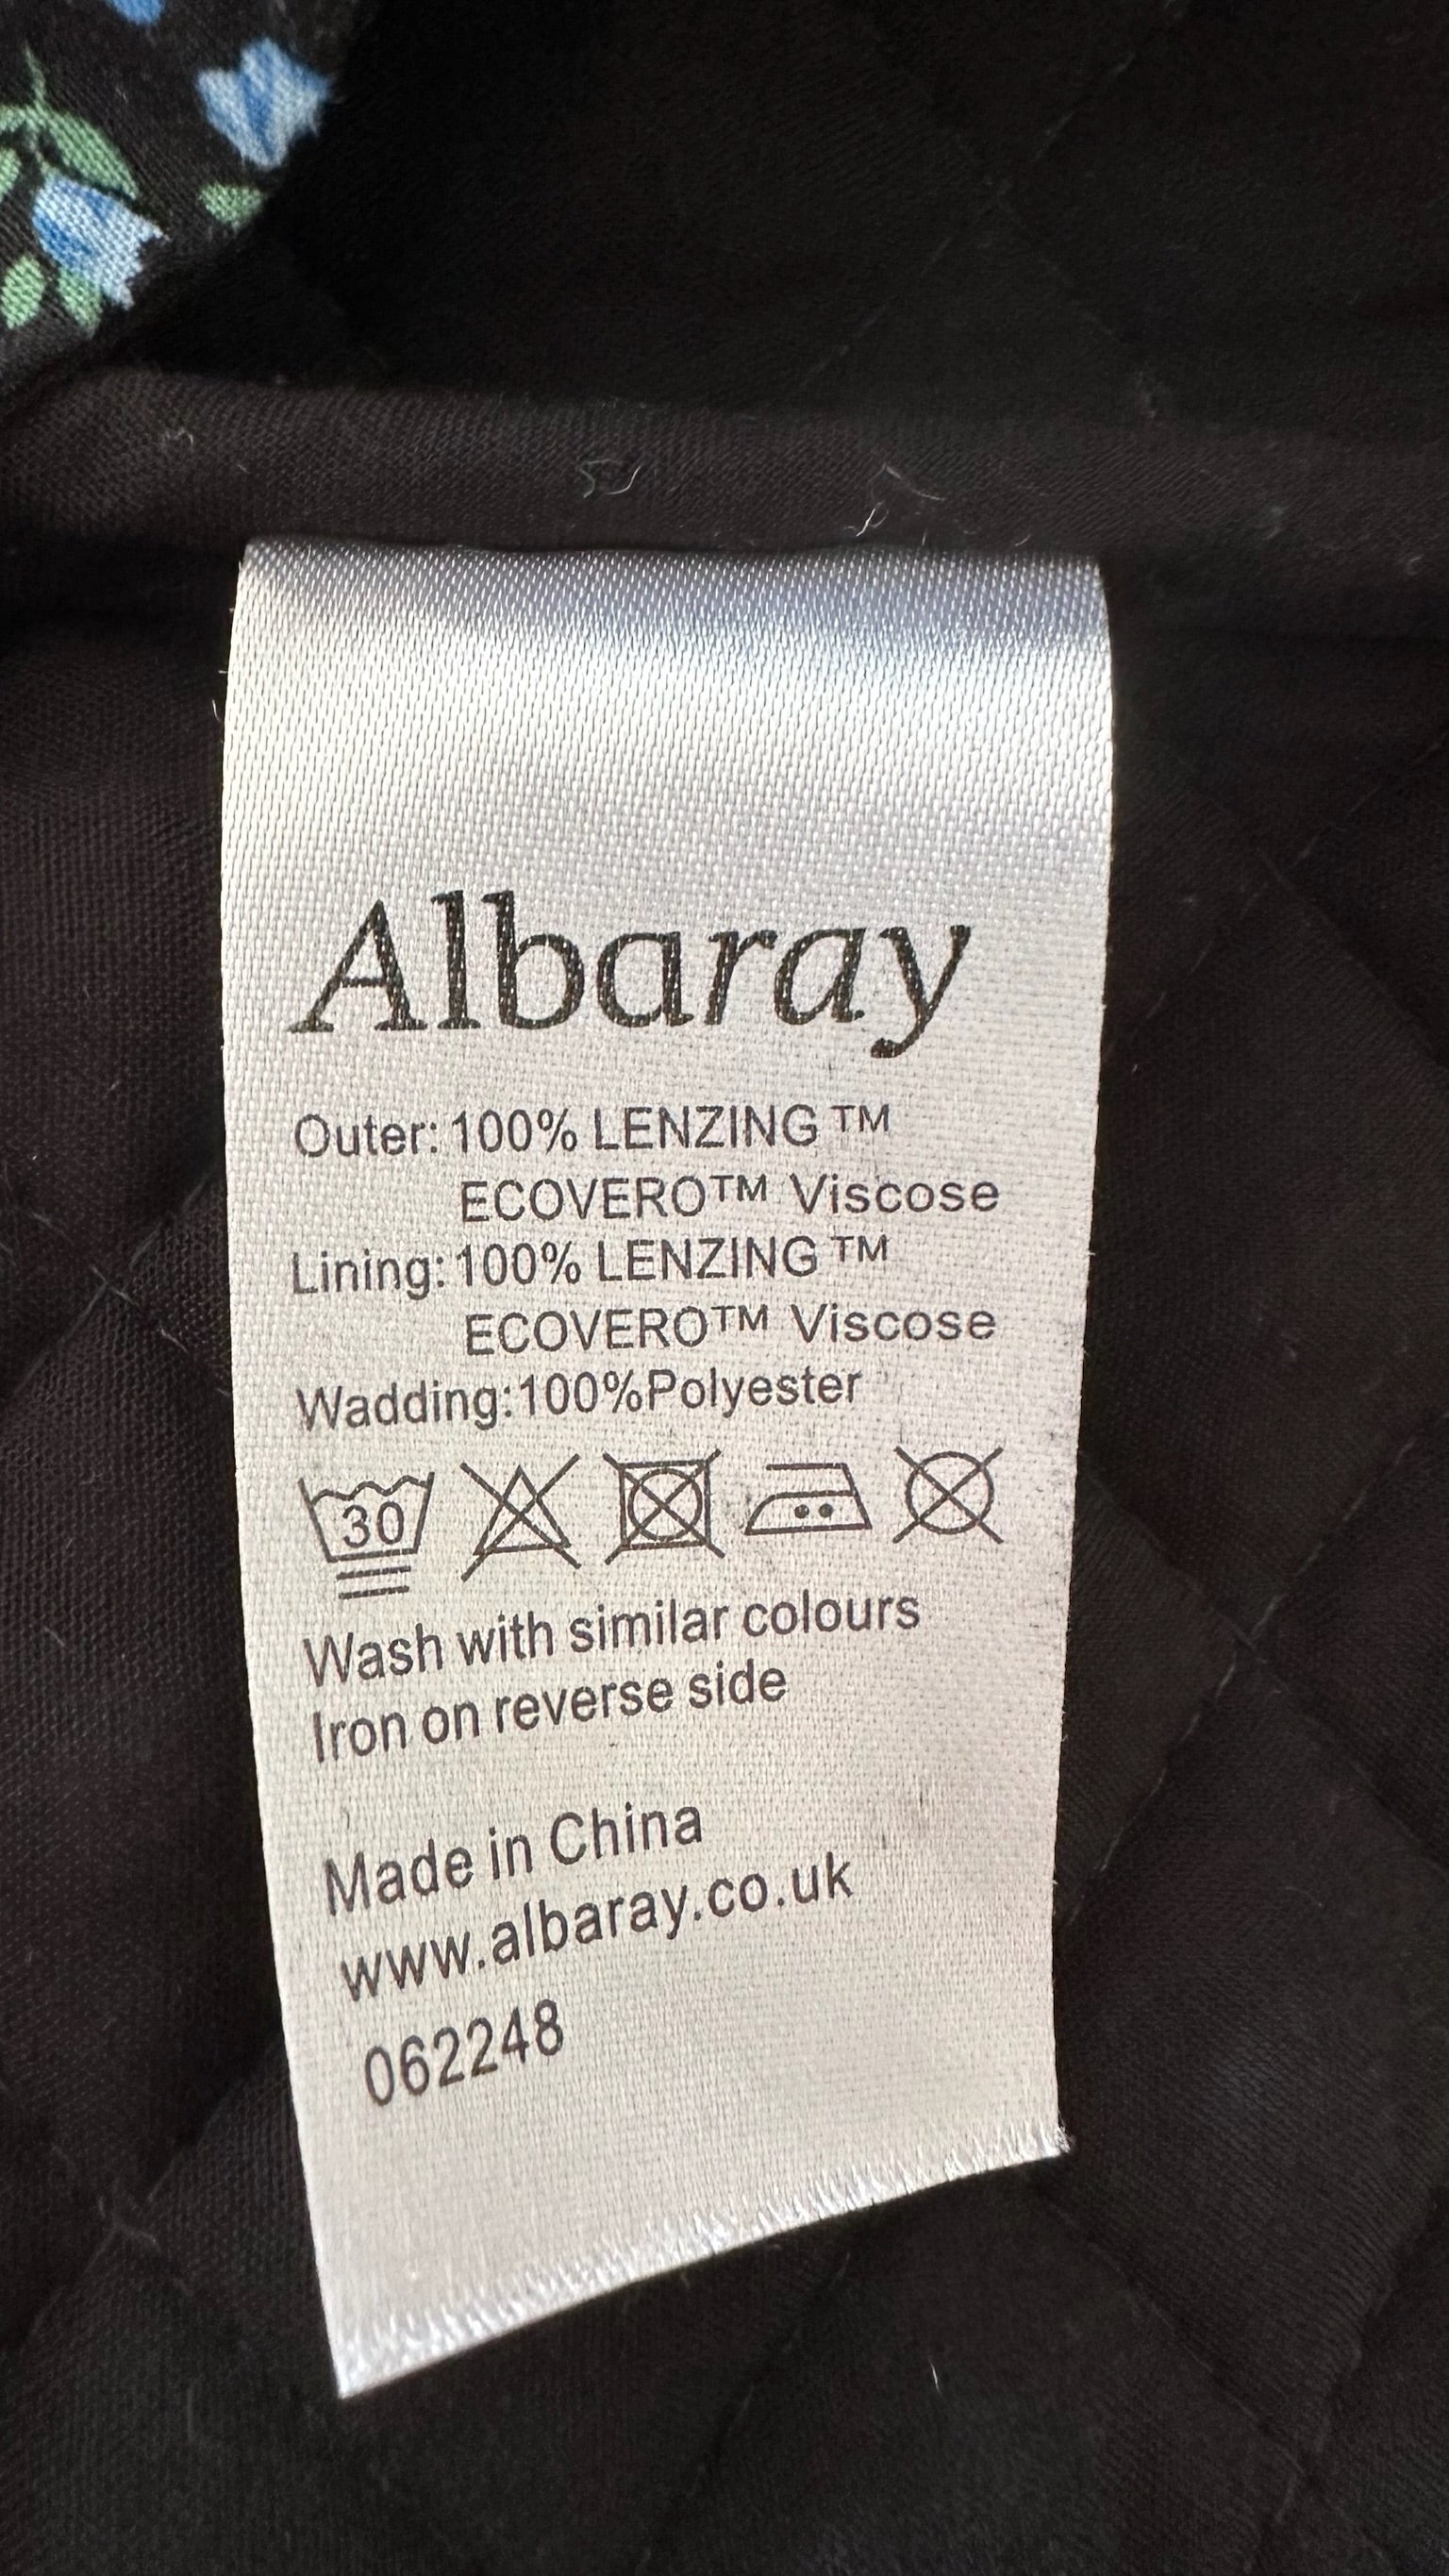 Albaray
Outer: 100% LENZING™
ECOVERO™ Viscose
Lining: 100% LENZING™
ECOVERO™ Viscose
Wadding:100%Polyester
30
Wash with similar colours
Iron on reverse side
Made in China
www.albaray.co.uk
062248